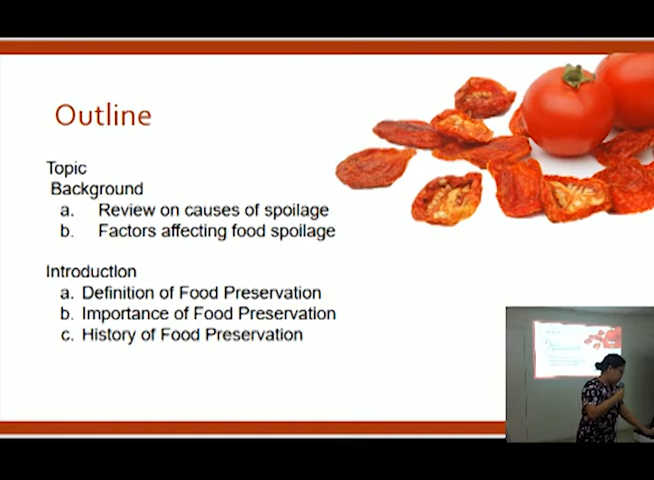 Outline
Topic
Background
a. Review on causes of spoilage
b. Factors affecting food spoilage
Introduction
a. Definition of Food Preservation
b. Importance of Food Preservation
c. History of Food Preservation